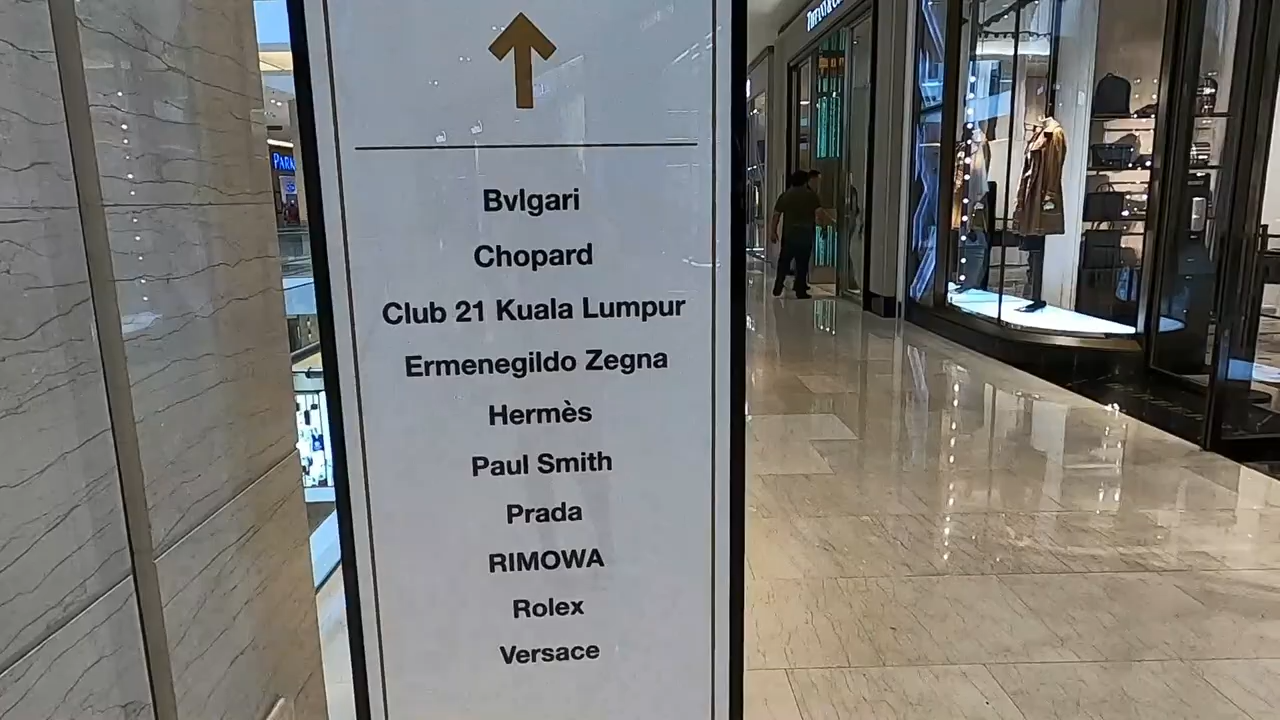 Bvlgari
Chopard
Club 21 Kuala Lumpur
Ermenegildo Zegna
Hermès
Paul Smith
Prada
RIMOWA
Rolex
Versace